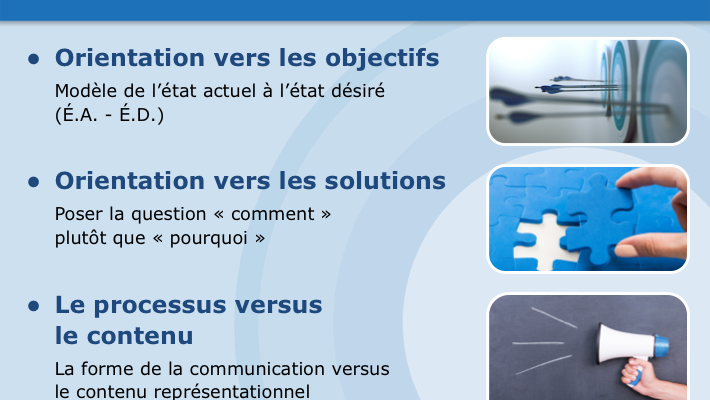 ● Orientation vers les objectifs
Modèle de l’état actuel à l’état désiré
(É.A. - É.D.)
● Orientation vers les solutions
Poser la question « comment »
plutôt que « pourquoi »
● Le processus versus
le contenu
La forme de la communication versus
le contenu représentationnel